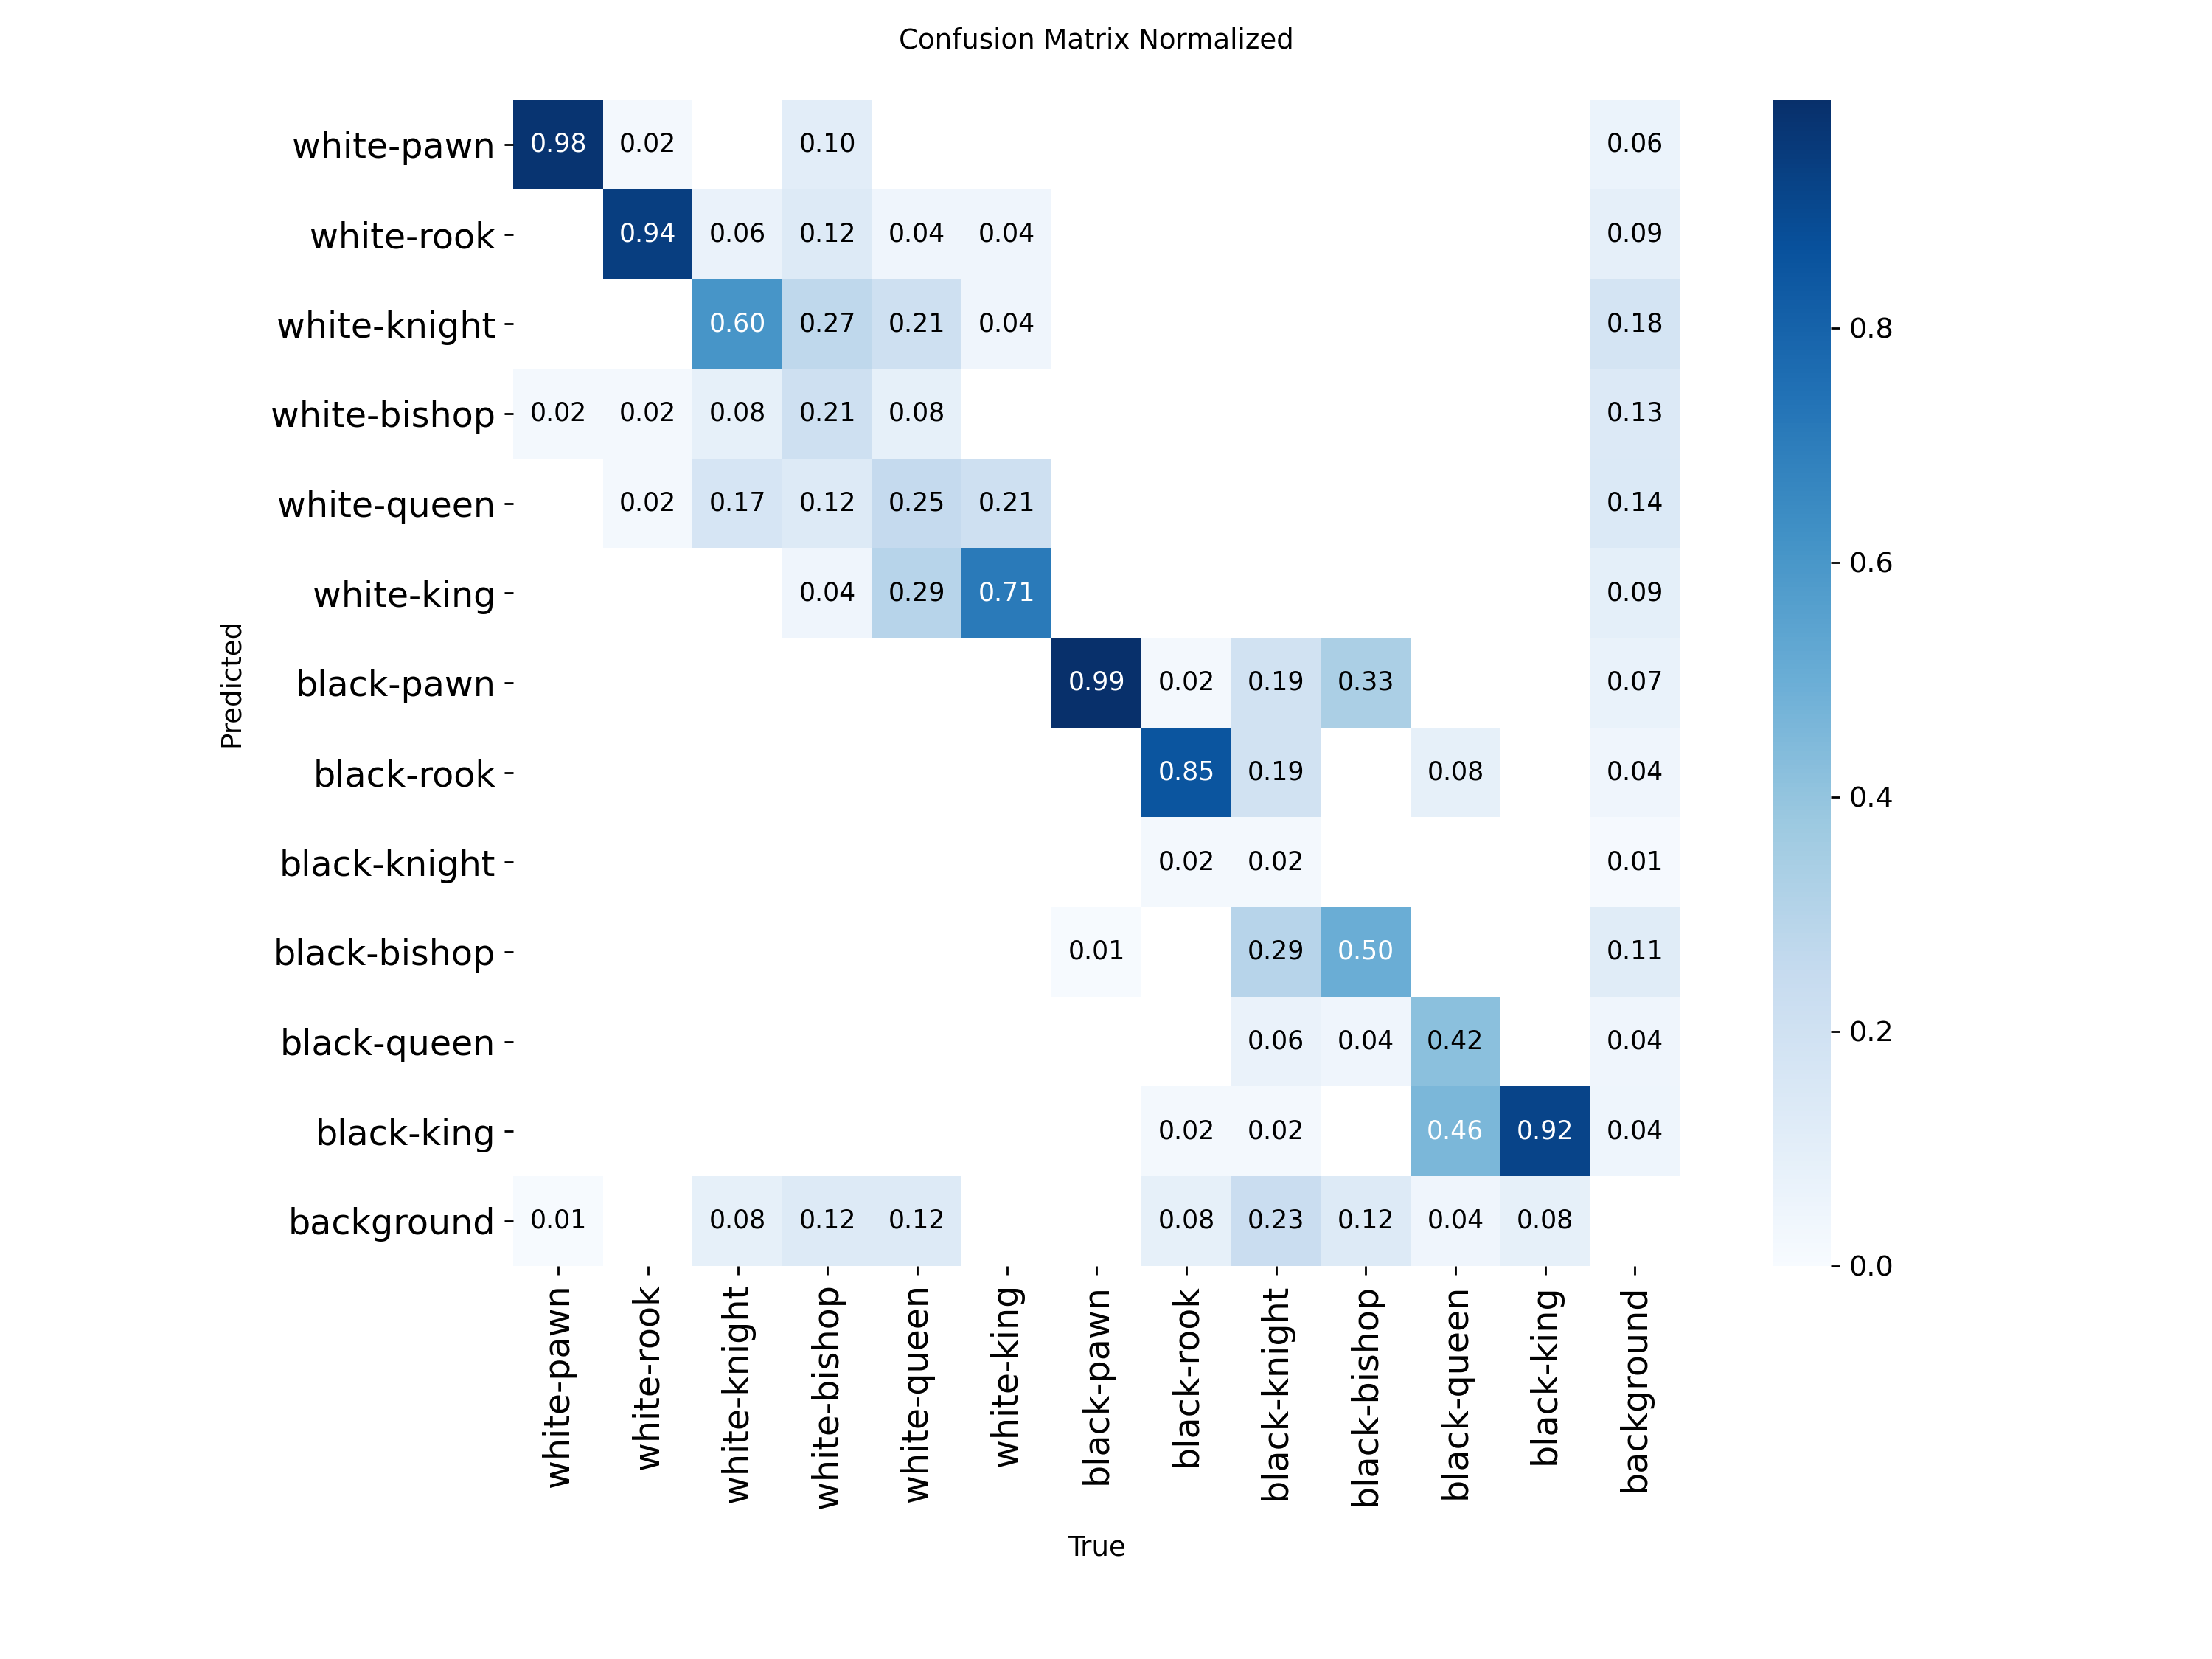 Confusion Matrix Normalized
white-pawn 0.98 0.02 0.10 0.06
white-rook 0.94 0.06 0.12 0.04 0.04 0.09
white-knight 0.60 0.27 0.21 0.04 0.18
white-bishop 0.02 0.02 0.08 0.21 0.08 0.13
white-queen 0.02 0.17 0.12 0.25 0.21 0.14
white-king 0.04 0.29 0.71 0.09
black-pawn 0.99 0.02 0.19 0.33 0.07
black-rook 0.85 0.19 0.08 0.04
black-knight 0.02 0.02 0.01
black-bishop 0.01 0.29 0.50 0.11
black-queen 0.06 0.04 0.42 0.04
black-king 0.02 0.02 0.46 0.92 0.04
background 0.01 0.08 0.12 0.12 0.08 0.23 0.12 0.04 0.08
Predicted
white-pawn
white-rook
white-knight
white-bishop
white-queen
white-king
black-pawn
black-rook
black-knight
black-bishop
black-queen
black-king
background
True
0.8
0.6
0.4
0.2
0.0